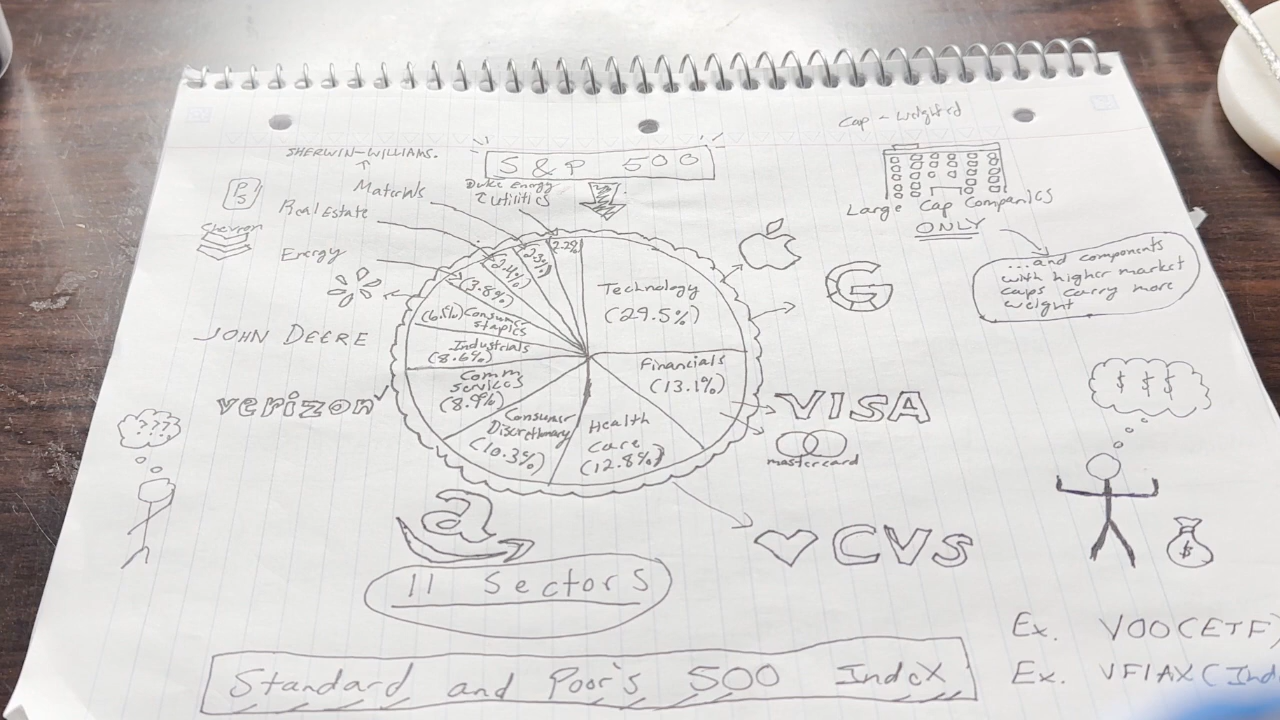 Cap - Weighted
S & P 500
SHERWIN-WILLIAMS.
Materials
Duke Energy
Utilities
Real Estate
PS
Chevron
Energy
Large Cap Companies
ONLY
...and components
with higher market
caps carry more
weight
2.2%
2.3%
2.4%
(3.8%)
Technology
(29.5%)
G
(6.5%) Consumer
staples
JOHN DEERE
Industrials
(8.6%)
Financials
(13.1%)
Comm
services
(8.9%)
verizon
VISA
mastercard
Consumer
Discretionary
(10.3%)
Health
Care
(12.8%)
???
$ $ $
a
CVS
$
11 Sectors
Ex. VOO(ETF)
Standard and Poor's 500 Index
Ex. VFIAX (Ind